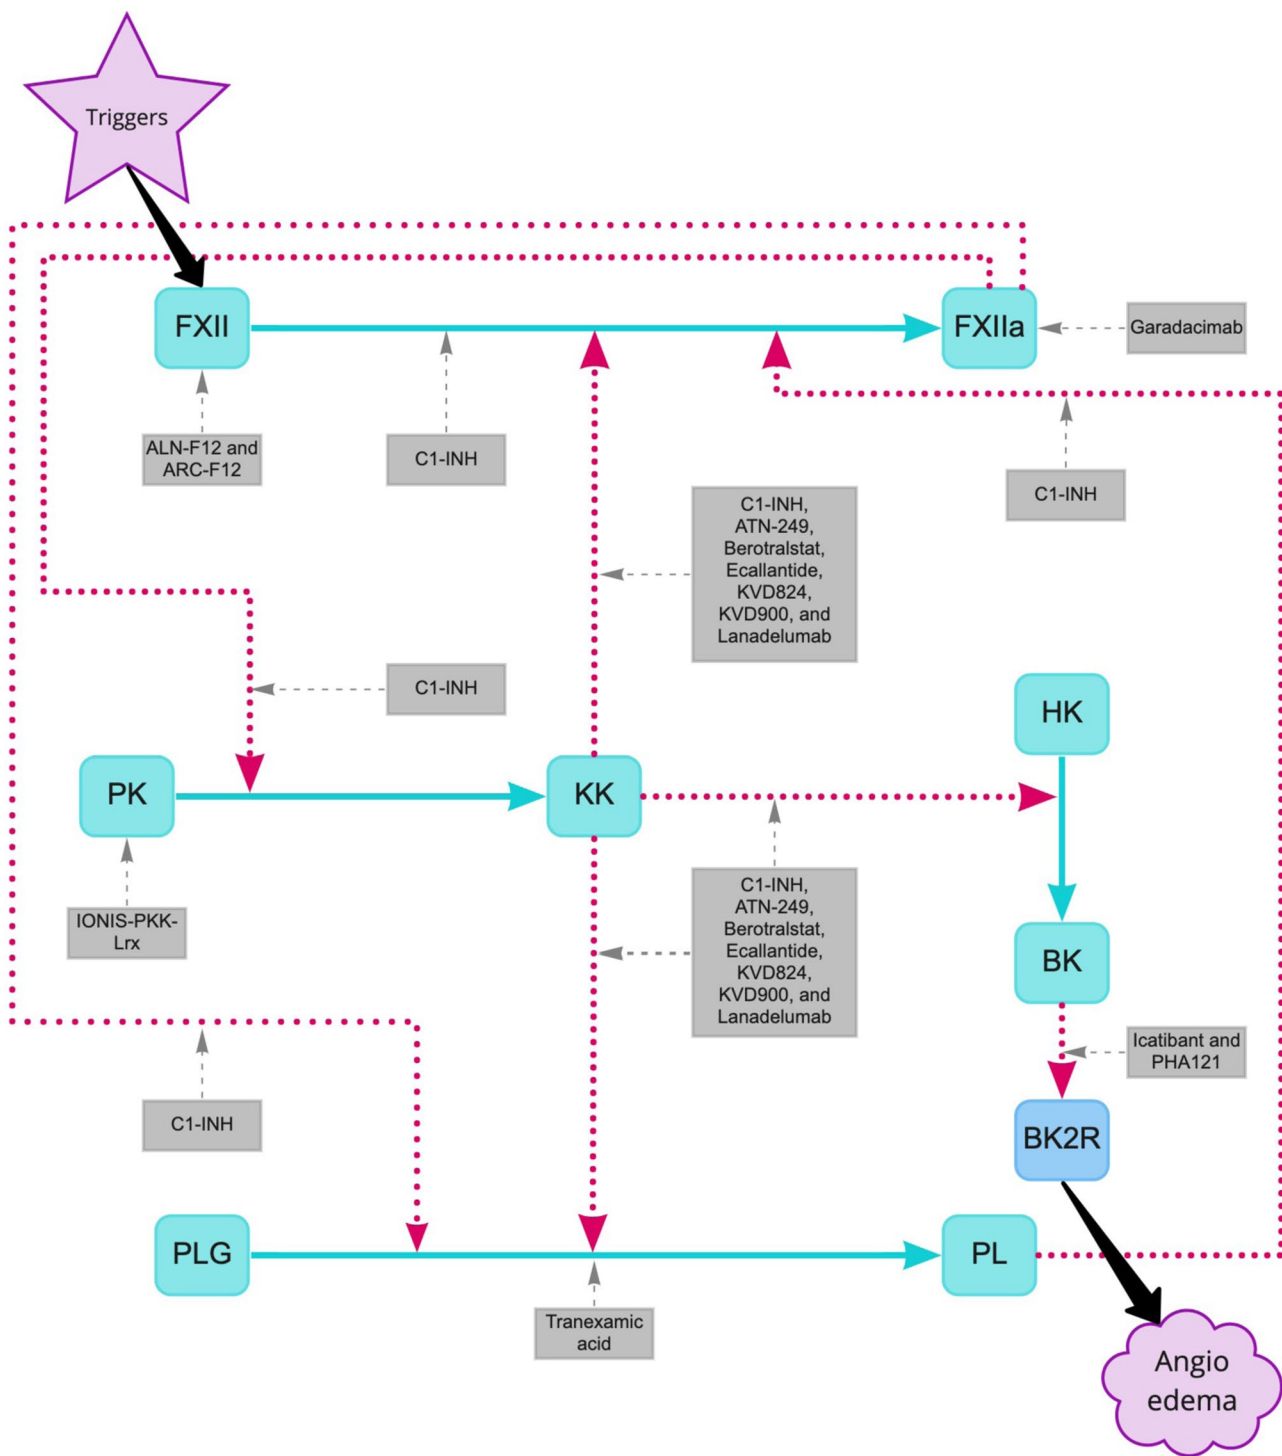 Triggers
FXII
FXIIa
Garadacimab
ALN-F12 and
ARC-F12
C1-INH
C1-INH
C1-INH,
ATN-249,
Berotralstat,
Ecallantide,
KVD824,
KVD900, and
Lanadelumab
C1-INH
HK
PK
KK
IONIS-PKK-
Lrx
C1-INH,
ATN-249,
Berotralstat,
Ecallantide,
KVD824,
KVD900, and
Lanadelumab
BK
Icatibant and
PHA121
C1-INH
BK2R
PLG
PL
Tranexamic
acid
Angio
edema